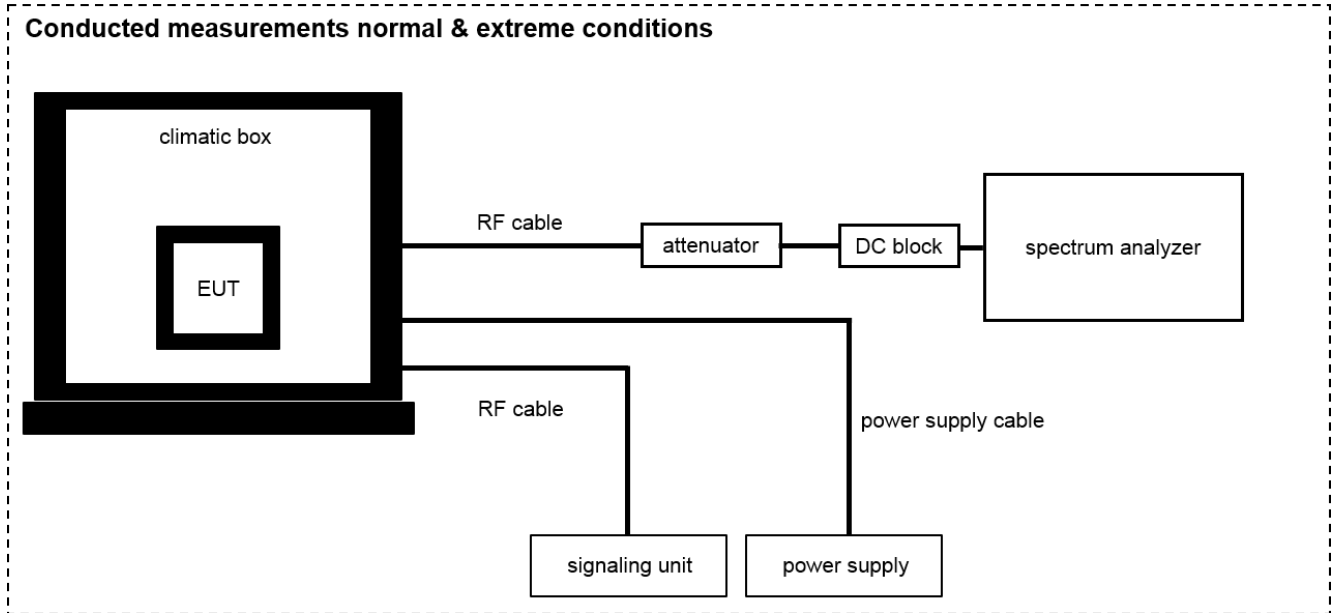 Conducted measurements normal & extreme conditions
climatic box
EUT
RF cable
attenuator
DC block
spectrum analyzer
RF cable
power supply cable
signaling unit
power supply